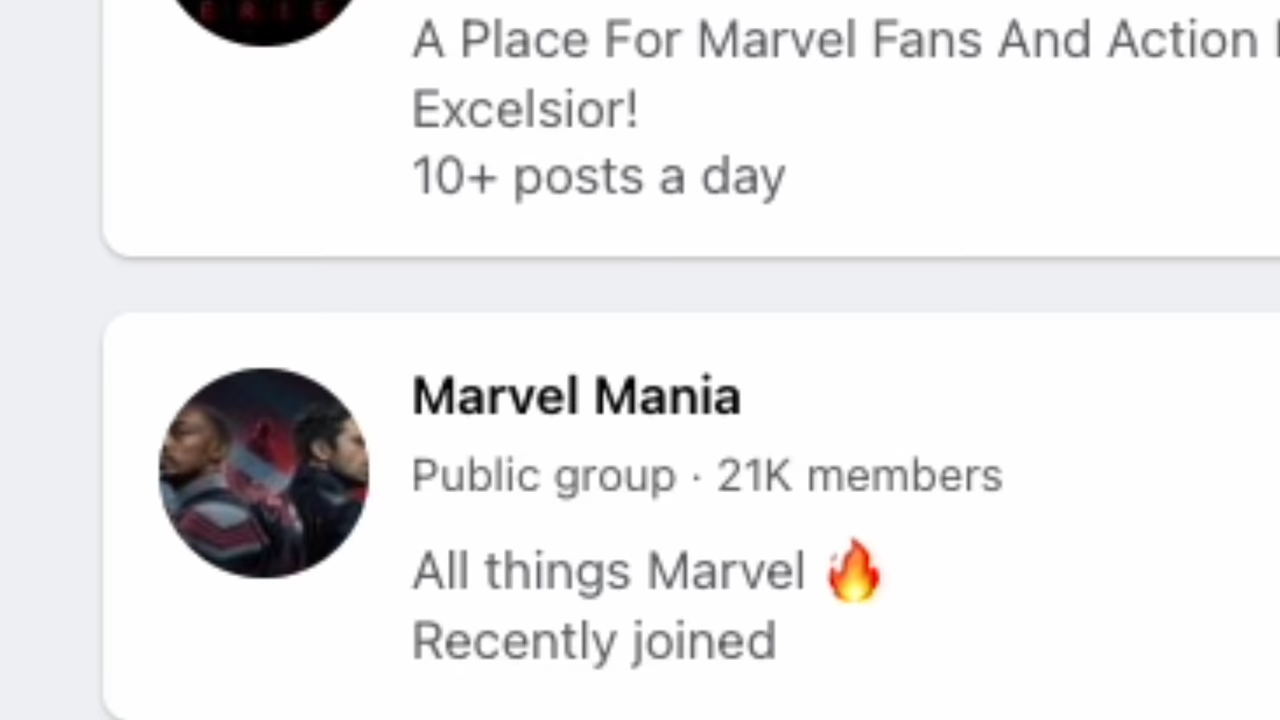 A Place For Marvel Fans And Action
Excelsior!
10+ posts a day
Marvel Mania
Public group · 21K members
All things Marvel 🔥
Recently joined